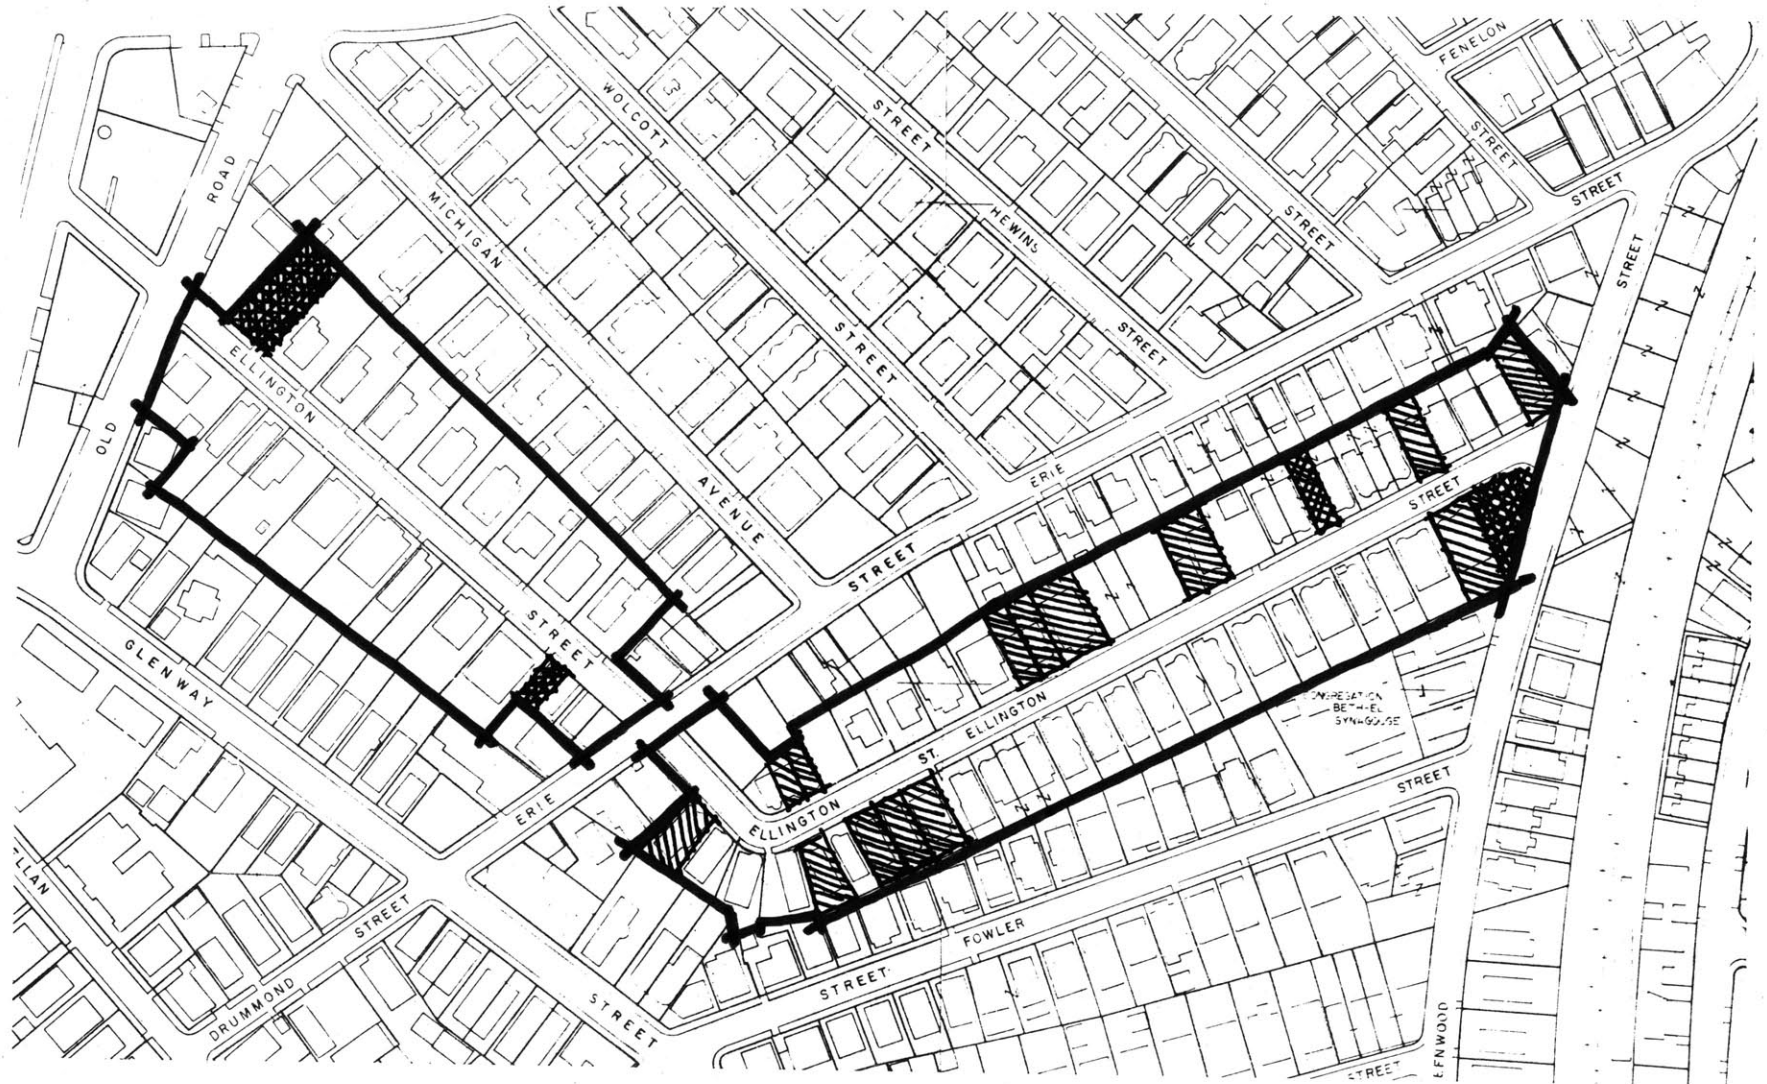 FENELON
STREET
WOLCOTT
STREET
STREET
STREET
ROAD
MICHIGAN
HEWINS
STREET
STREET
ELLINGTON
STREET
STREET
OLD
AVENUE
ERIE
STREET
STREET
STREET
GLENWAY
CONGREGATION
BETH-EL
SYNAGOGUE
ELLINGTON
ST.
STREET
ERIE
ELLINGTON
STREET
FOWLER
STREET
DRUMMOND
STREET
STREET